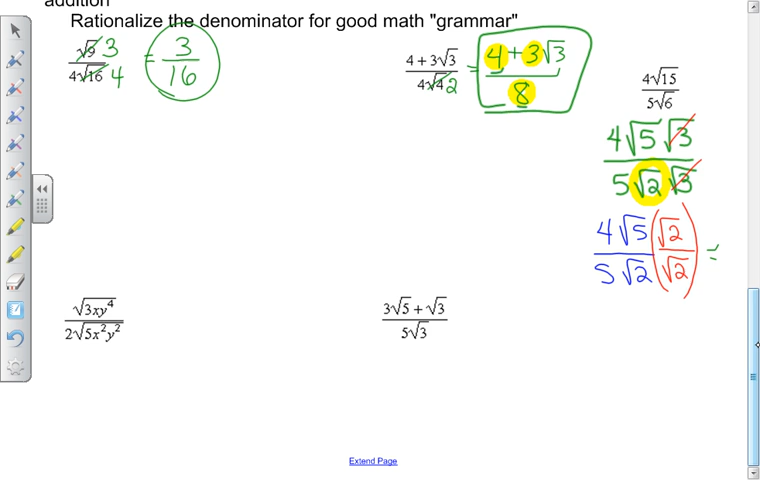 addition
Rationalize the denominator for good math "grammar"
√9 3 / 4√16 4 = 3/16
(4 + 3√3) / (4√4 2) = (4 + 3√3) / 8
4√15 / 5√6
4√5 √3 / 5√2 √3
4√5 / 5√2 (√2 / √2) =
√3xy⁴ / 2√5x²y²
(3√5 + √3) / 5√3
Extend Page